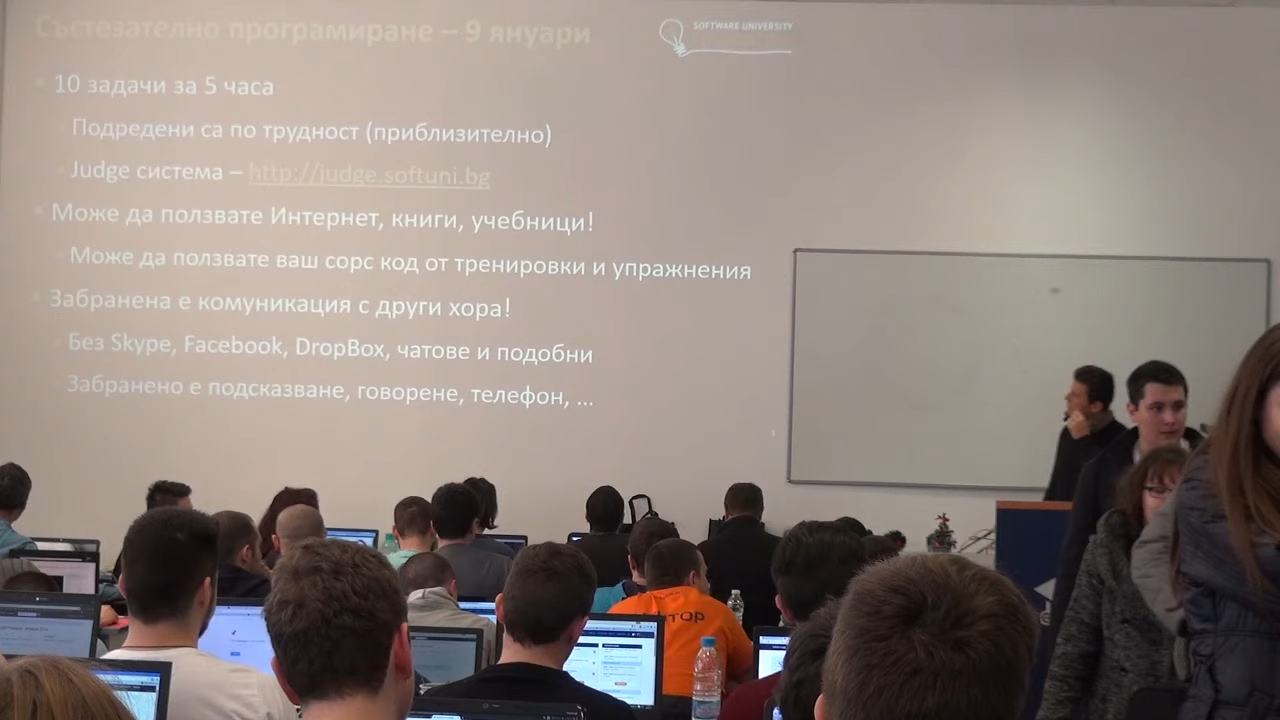 Състезателно програмиране – 9 януари
SOFTWARE UNIVERSITY
10 задачи за 5 часа
Подредени са по трудност (приблизително)
Judge система – http://judge.softuni.bg
Може да ползвате Интернет, книги, учебници!
Може да ползвате ваш сорс код от тренировки и упражнения
Забранена е комуникация с други хора!
Без Skype, Facebook, DropBox, чатове и подобни
Забранено е подсказване, говорене, телефон, ...